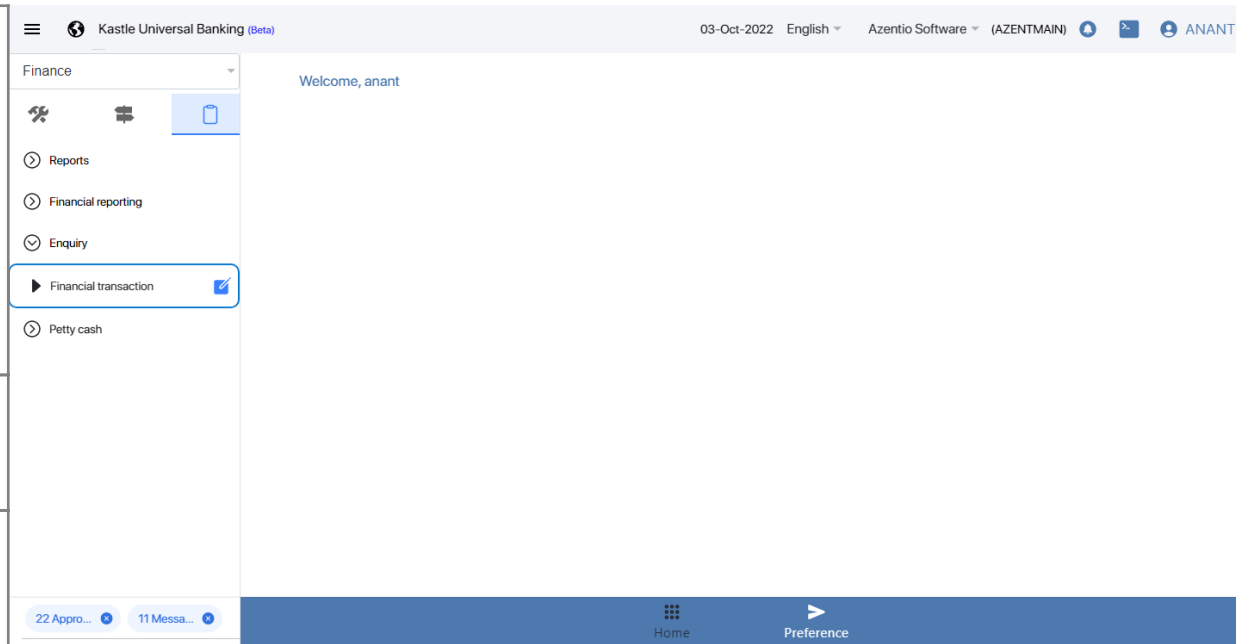 Kastle Universal Banking (Beta) 03-Oct-2022 English Azentio Software (AZENTMAIN) ANANT
Finance
Welcome, anant
Reports
Financial reporting
Enquiry
Financial transaction
Petty cash
22 Appro... 11 Messa...
Home Preference